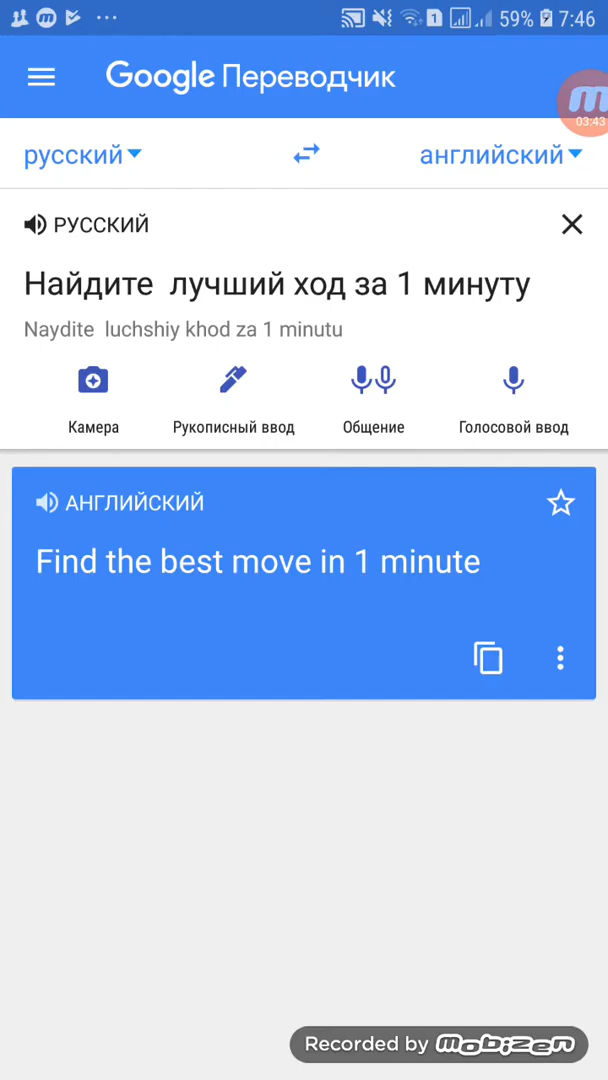 59% 7:46
Google Переводчик
03:43
русский английский
РУССКИЙ
Найдите лучший ход за 1 минуту
Naydite luchshiy khod za 1 minutu
Камера Рукописный ввод Общение Голосовой ввод
АНГЛИЙСКИЙ
Find the best move in 1 minute
Recorded by mobizen